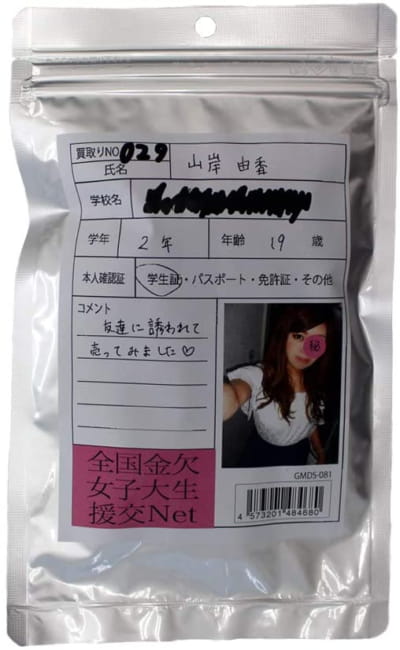 買取りNO 029
氏名 山岸 由香
学校名
学年 2年 年齢 19 歳
本人確認証 学生証・パスポート・免許証・その他
コメント
友達に誘われて
売ってみました♡
秘
全国金欠
女子大生
援交Net
GMDS-081
4 573201 484680